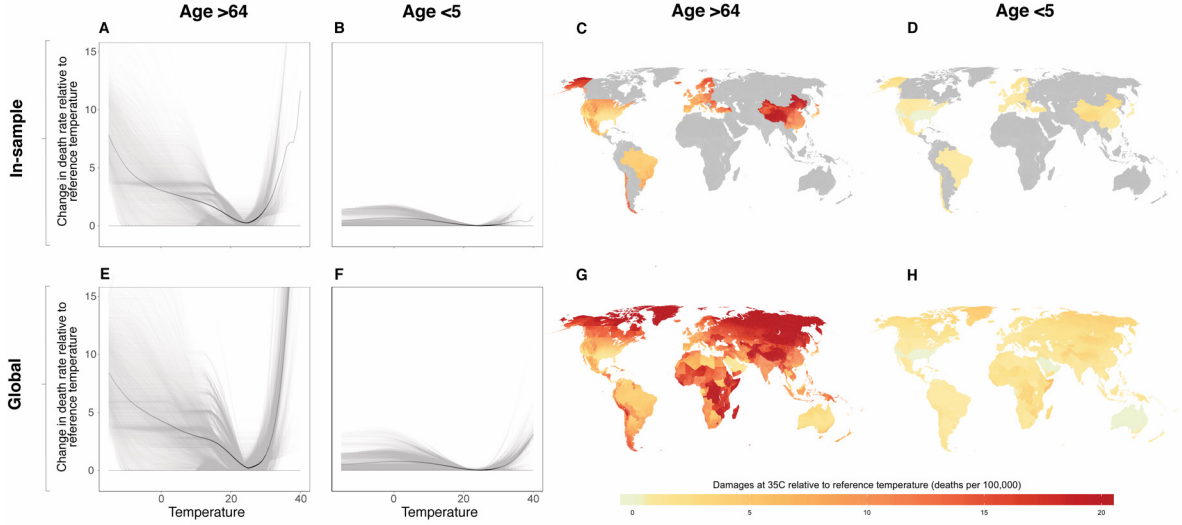 Age >64
Age <5
Age >64
Age <5
In-sample
A
B
C
D
Change in death rate relative to
reference temperature
15
10
5
0
Global
E
F
G
H
Change in death rate relative to
reference temperature
15
10
5
0
0
20
40
0
20
40
Temperature
Temperature
Damages at 35C relative to reference temperature (deaths per 100,000)
0
5
10
15
20